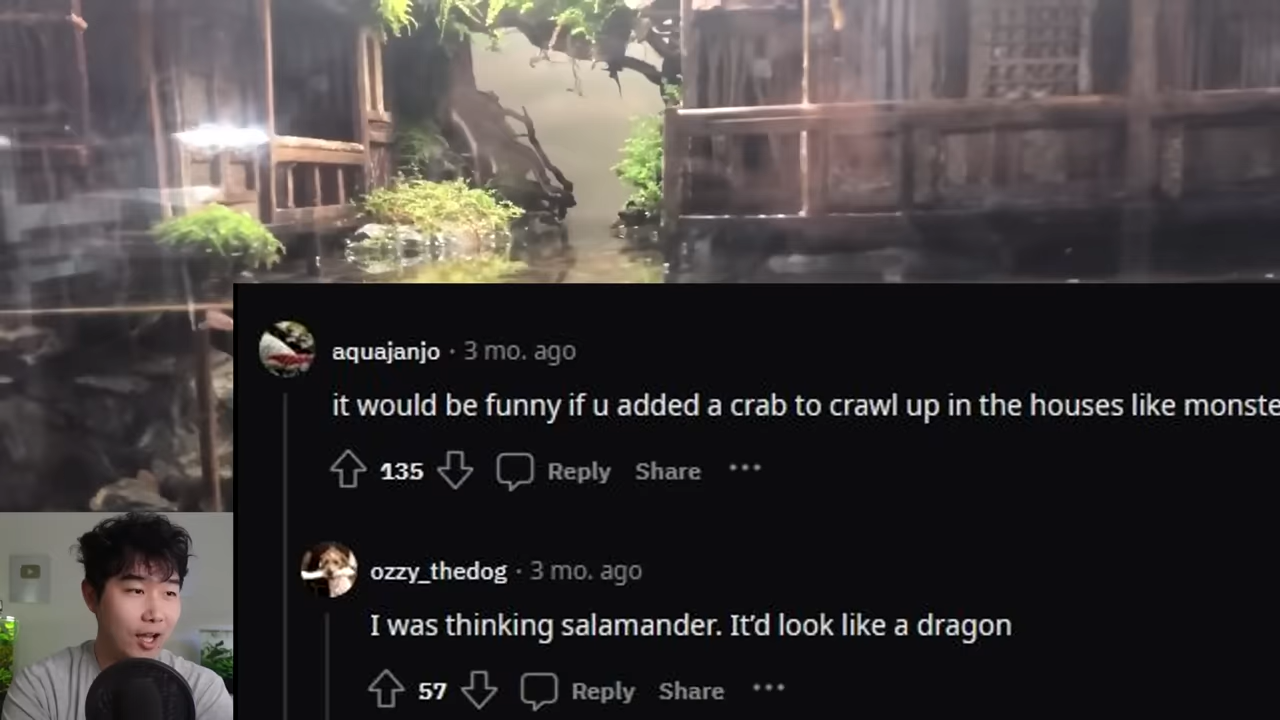 aquajanjo · 3 mo. ago
it would be funny if u added a crab to crawl up in the houses like monste
135 Reply Share ···
ozzy_thedog · 3 mo. ago
I was thinking salamander. It’d look like a dragon
57 Reply Share ···